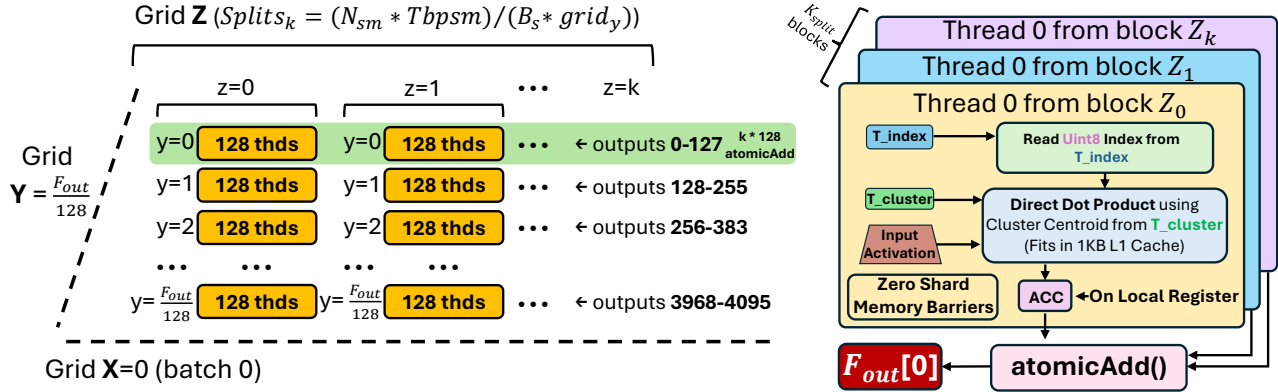 Grid Z (Splits_k = (N_sm * Tbpsm)/(B_s* grid_y))
z=0 z=1 ••• z=k
y=0 128 thds y=0 128 thds ••• ← outputs 0-127 k * 128 atomicAdd
y=1 128 thds y=1 128 thds ••• ← outputs 128-255
y=2 128 thds y=2 128 thds ••• ← outputs 256-383
••• ••• ••• •••
y= F_out/128 128 thds y= F_out/128 128 thds ••• ← outputs 3968-4095
Grid
Y = F_out/128
Grid X=0 (batch 0)
K_split
blocks
Thread 0 from block Z_k
Thread 0 from block Z_1
Thread 0 from block Z_0
T_index
Read Uint8 Index from
T_index
T_cluster
Input
Activation
Direct Dot Product using
Cluster Centroid from T_cluster
(Fits in 1KB L1 Cache)
Zero Shard
Memory Barriers
ACC
On Local Register
F_out[0]
atomicAdd()